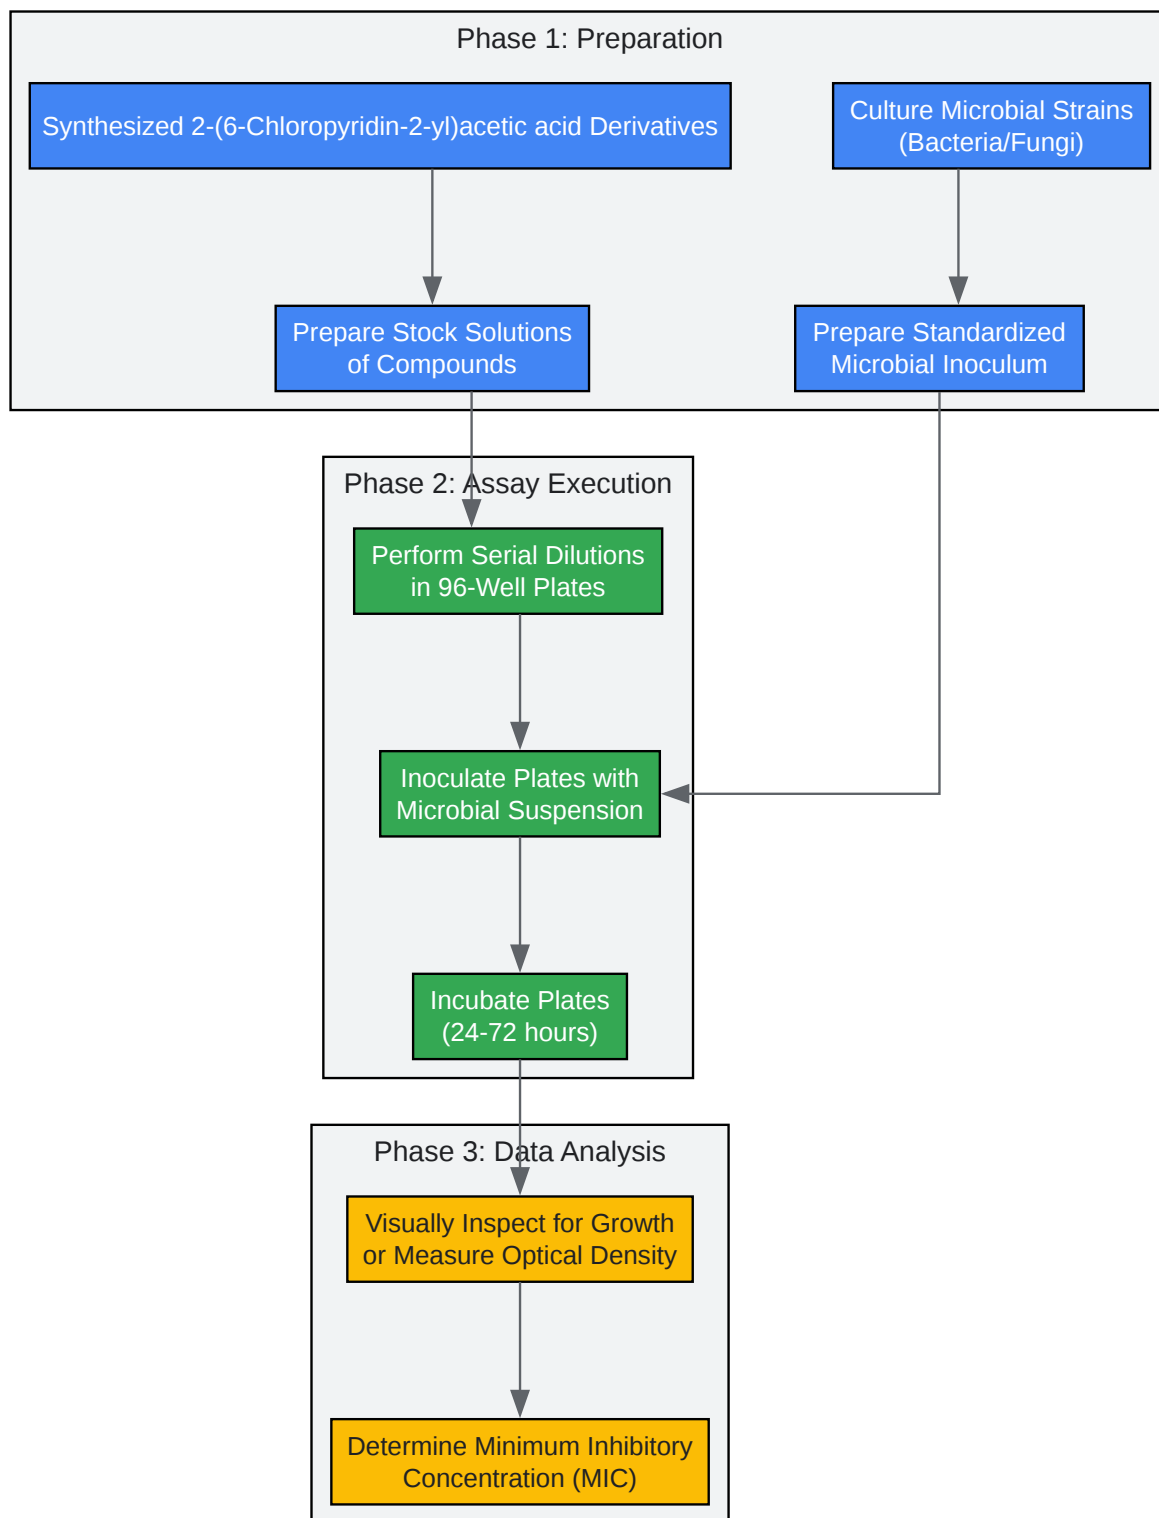 Phase 1: Preparation
Synthesized 2-(6-Chloropyridin-2-yl)acetic acid Derivatives
Culture Microbial Strains
(Bacteria/Fungi)
Prepare Stock Solutions
of Compounds
Prepare Standardized
Microbial Inoculum
Phase 2: Assay Execution
Perform Serial Dilutions
in 96-Well Plates
Inoculate Plates with
Microbial Suspension
Incubate Plates
(24-72 hours)
Phase 3: Data Analysis
Visually Inspect for Growth
or Measure Optical Density
Determine Minimum Inhibitory
Concentration (MIC)